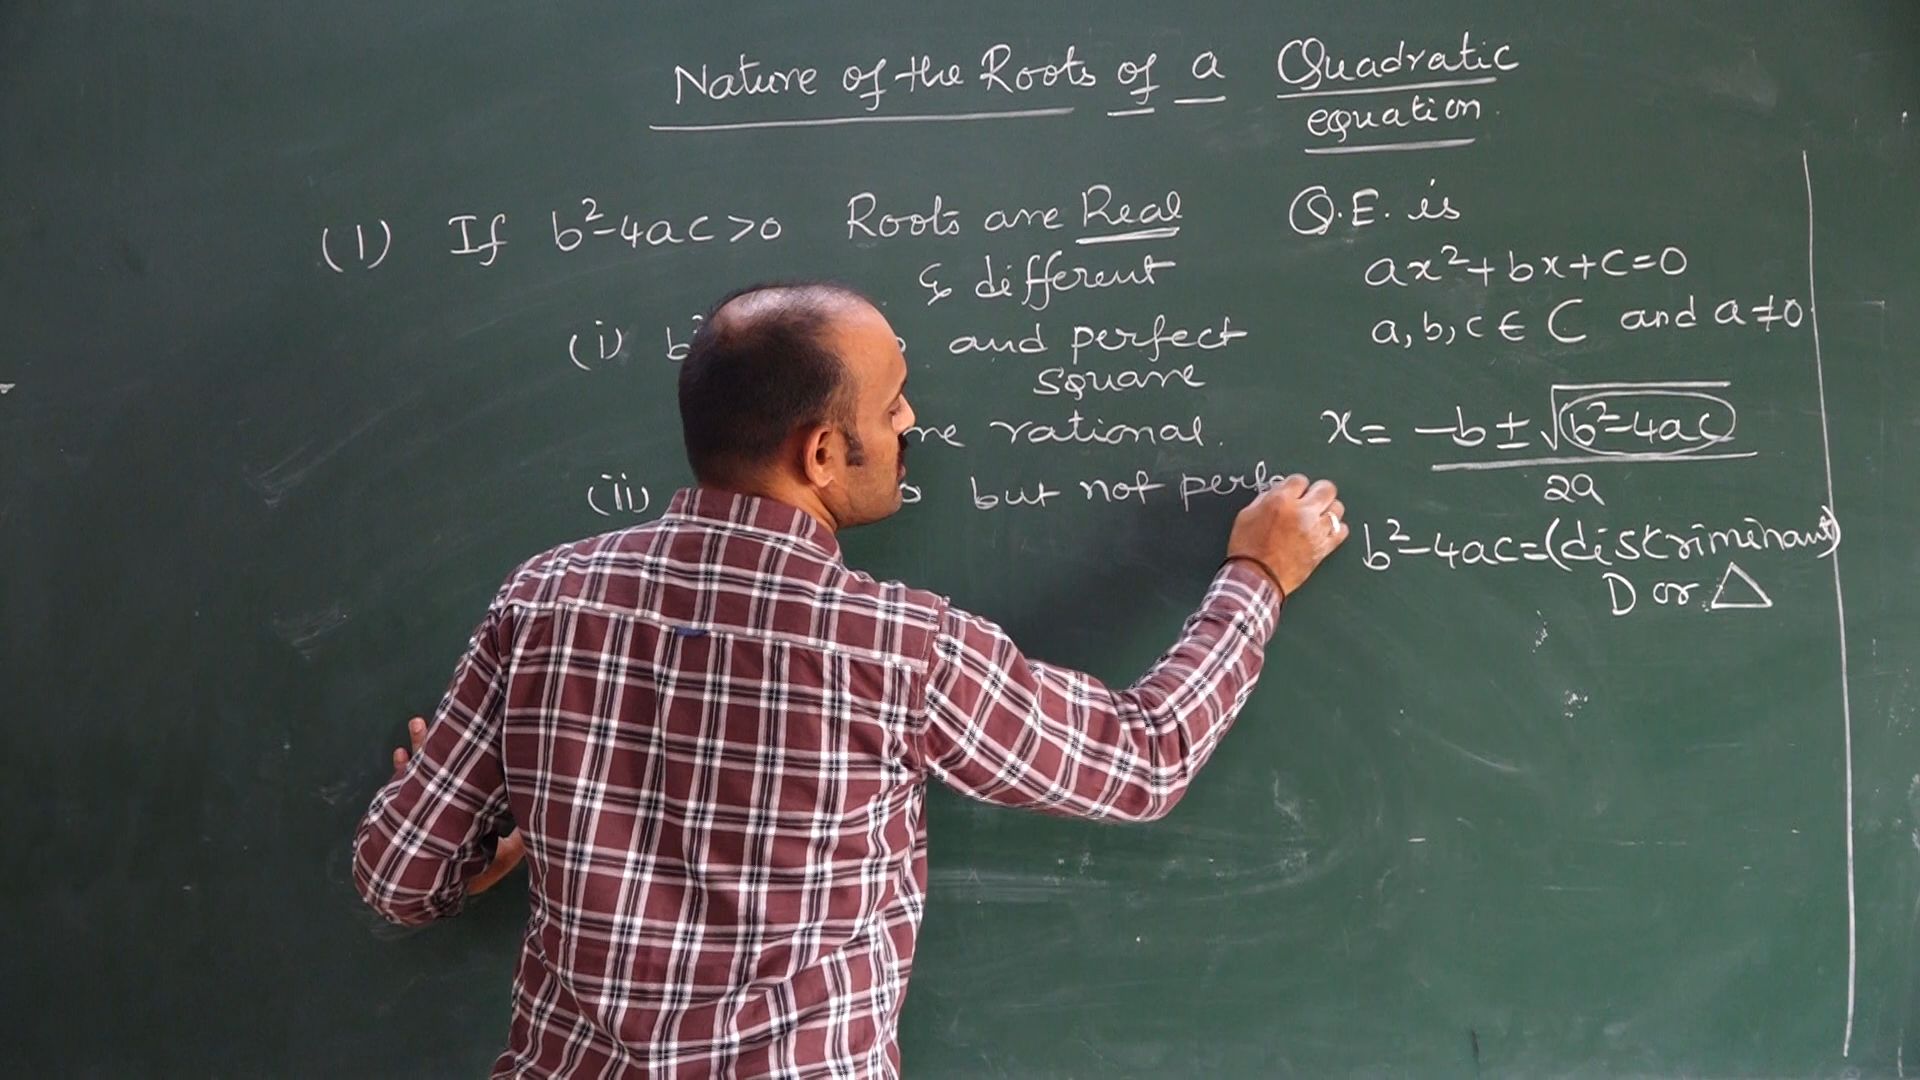 Nature of the Roots of a Quadratic
equation.
(1) If b²-4ac>0 Roots are Real
& different
(i) and perfect
square
rational.
(ii) but not
Q.E. is
ax²+bx+c=0
a, b, c ∈ C and a≠0
x= -b±√b²-4ac
2a
b²-4ac=(discriminant)
D or △